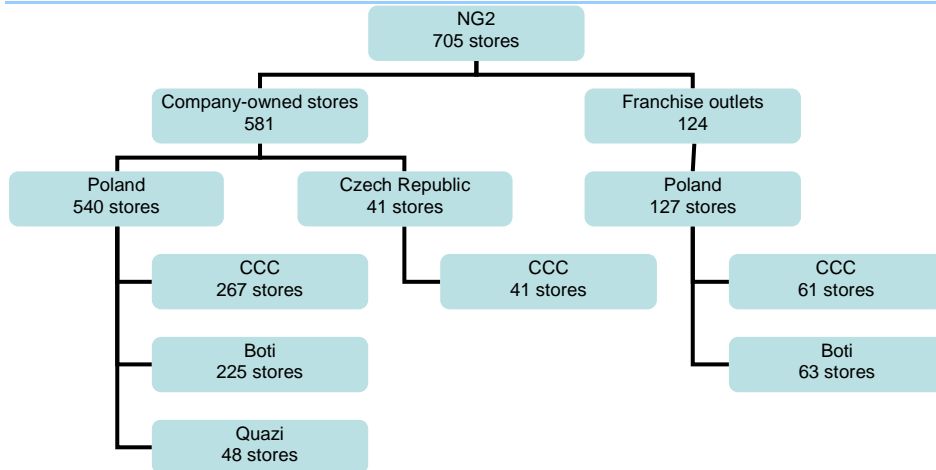 NG2
705 stores
Company-owned stores
581
Franchise outlets
124
Poland
540 stores
Czech Republic
41 stores
Poland
127 stores
CCC
267 stores
CCC
41 stores
CCC
61 stores
Boti
225 stores
Boti
63 stores
Quazi
48 stores